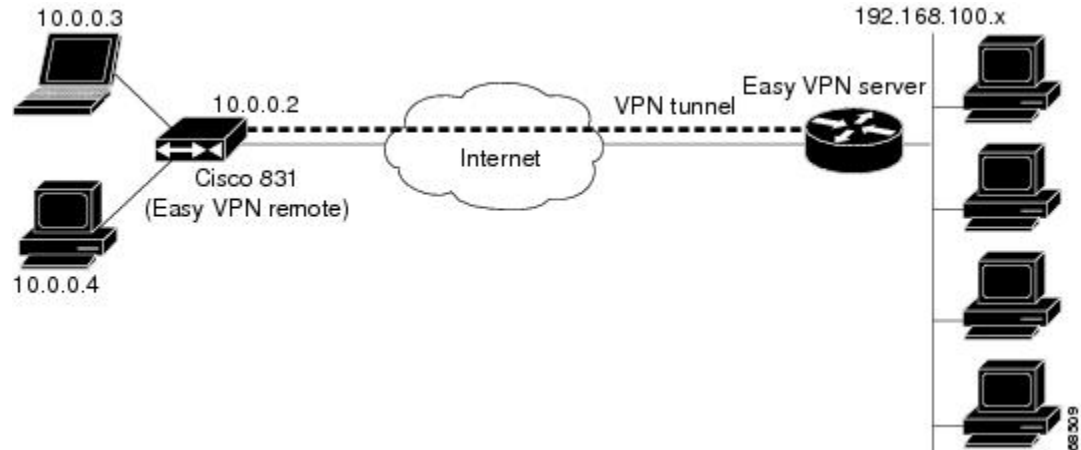 10.0.0.3
192.168.100.x
10.0.0.2
VPN tunnel
Easy VPN server
Internet
Cisco 831
(Easy VPN remote)
10.0.0.4
68509